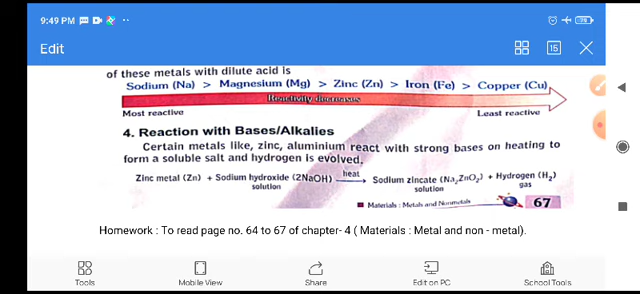 9:49 PM
Edit
15
of these metals with dilute acid is
Sodium (Na) > Magnesium (Mg) > Zinc (Zn) > Iron (Fe) > Copper (Cu)
Reactivity decreases
Most reactive Least reactive
4. Reaction with Bases/Alkalies
Certain metals like, zinc, aluminium react with strong bases on heating to
form a soluble salt and hydrogen is evolved.
heat
Zinc metal (Zn) + Sodium hydroxide (2NaOH) ⟶ Sodium zincate (Na₂ZnO₂) + Hydrogen (H₂)
solution solution gas
Materials : Metals and Nonmetals 67
Homework : To read page no. 64 to 67 of chapter- 4 ( Materials : Metal and non - metal).
Tools Mobile View Share Edit on PC School Tools